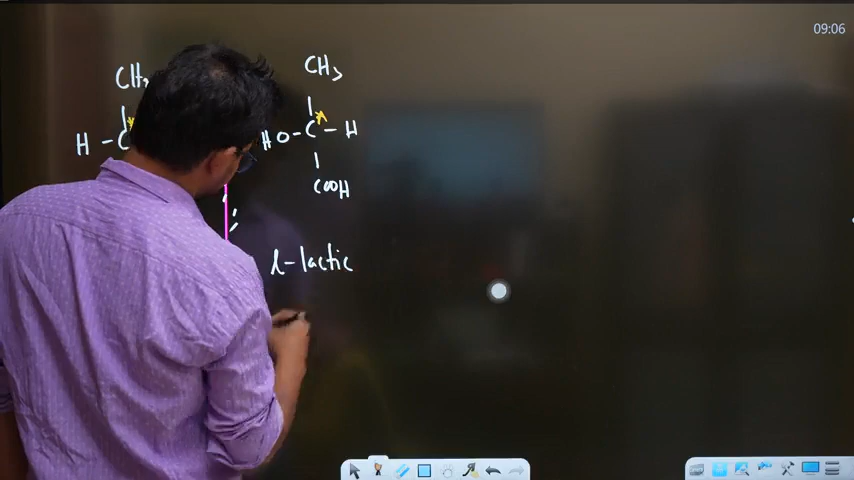 09:06
CH₃ CH₃
H - C HO - C - H
COOH
l-lactic